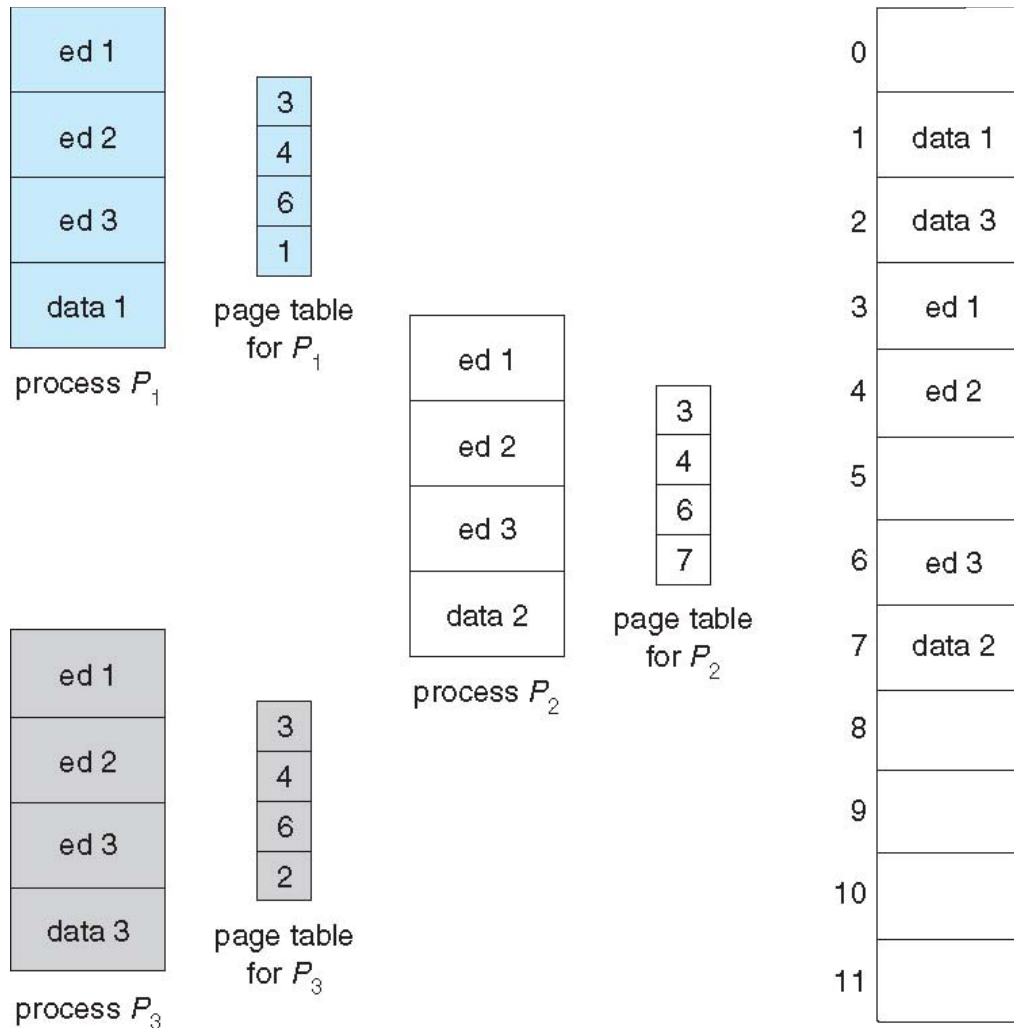 ed 1
ed 2
ed 3
data 1
process P1
3
4
6
1
page table
for P1
ed 1
ed 2
ed 3
data 2
process P2
3
4
6
7
page table
for P2
ed 1
ed 2
ed 3
data 3
process P3
3
4
6
2
page table
for P3
0
1 data 1
2 data 3
3 ed 1
4 ed 2
5
6 ed 3
7 data 2
8
9
10
11